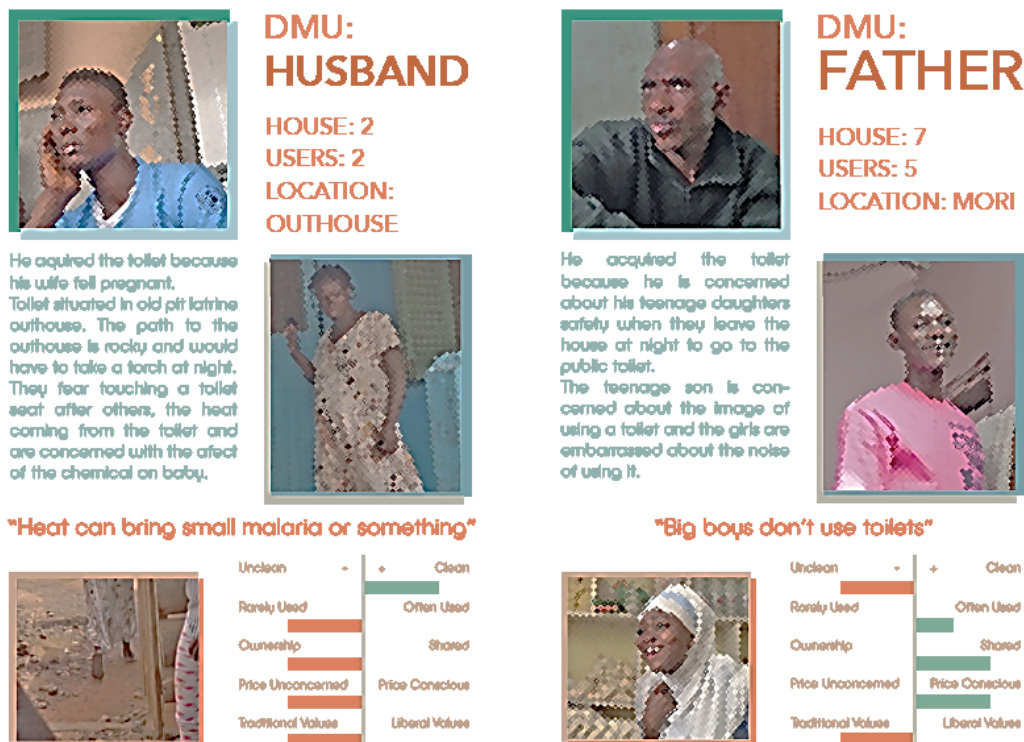 DMU:
HUSBAND
HOUSE: 2
USERS: 2
LOCATION:
OUTHOUSE
He aquired the toilet because
his wife fell pregnant.
Toilet situated in old pit latrine
outhouse. The path to the
outhouse is rocky and would
have to take a torch at night.
They fear touching a toilet
seat after others, the heat
coming from the toilet and
are concerned with the afect
of the chemical on baby.
"Heat can bring small malaria or something"
Unclean - + Clean
Rarely Used Often Used
Ownership Shared
Price Unconcerned Price Conscious
Traditional Values Liberal Values
DMU:
FATHER
HOUSE: 7
USERS: 5
LOCATION: MORI
He acquired the toilet
because he is concerned
about his teenage daughters
safety when they leave the
house at night to go to the
public toilet.
The teenage son is con-
cerned about the image of
using a toilet and the girls are
embarrassed about the noise
of using it.
"Big boys don't use toilets"
Unclean - + Clean
Rarely Used Often Used
Ownership Shared
Price Unconcerned Price Conscious
Traditional Values Liberal Values